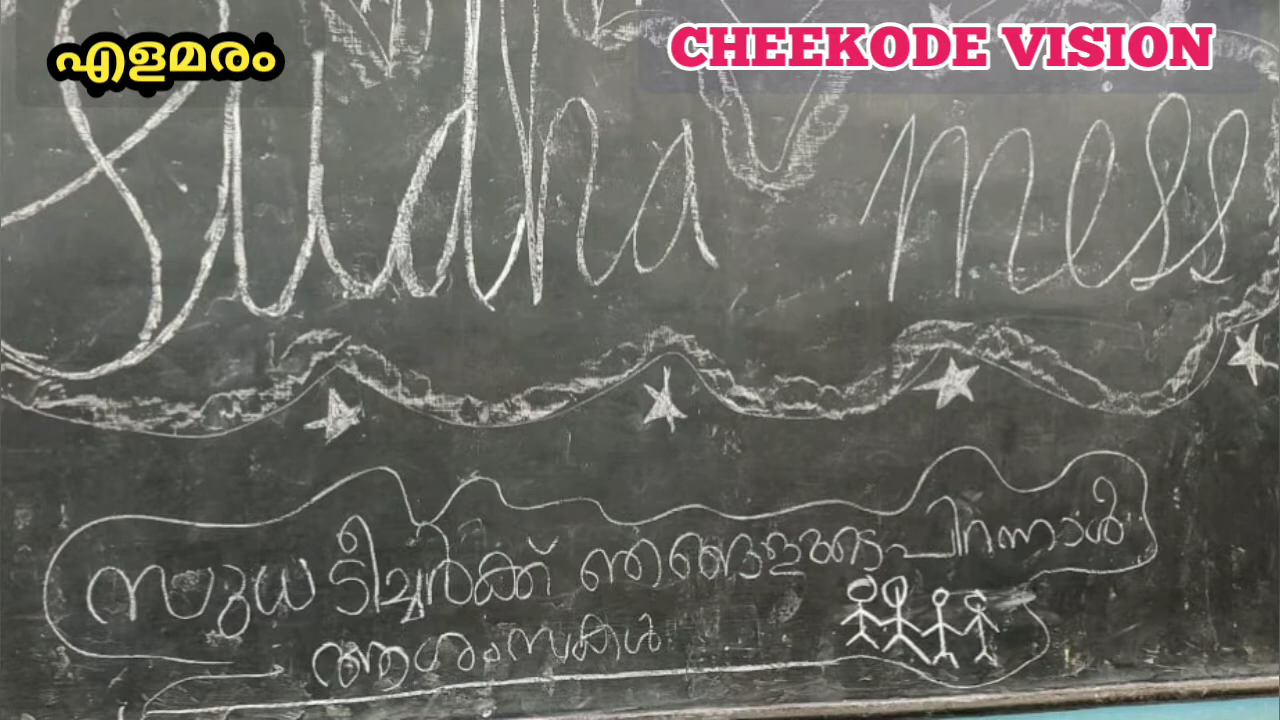 എളമരം
CHEEKODE VISION
Sudha mess
സുധ ടീച്ചർക്ക് ഞങ്ങളുടെ പിറന്നാൾ
ആശംസകൾ